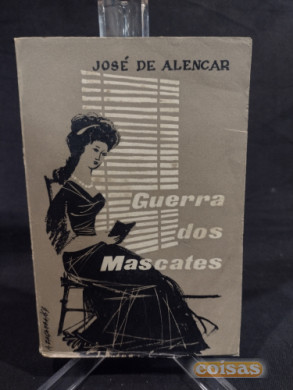 JOSÉ DE ALENCAR
Guerra
dos
Mascates
coisas